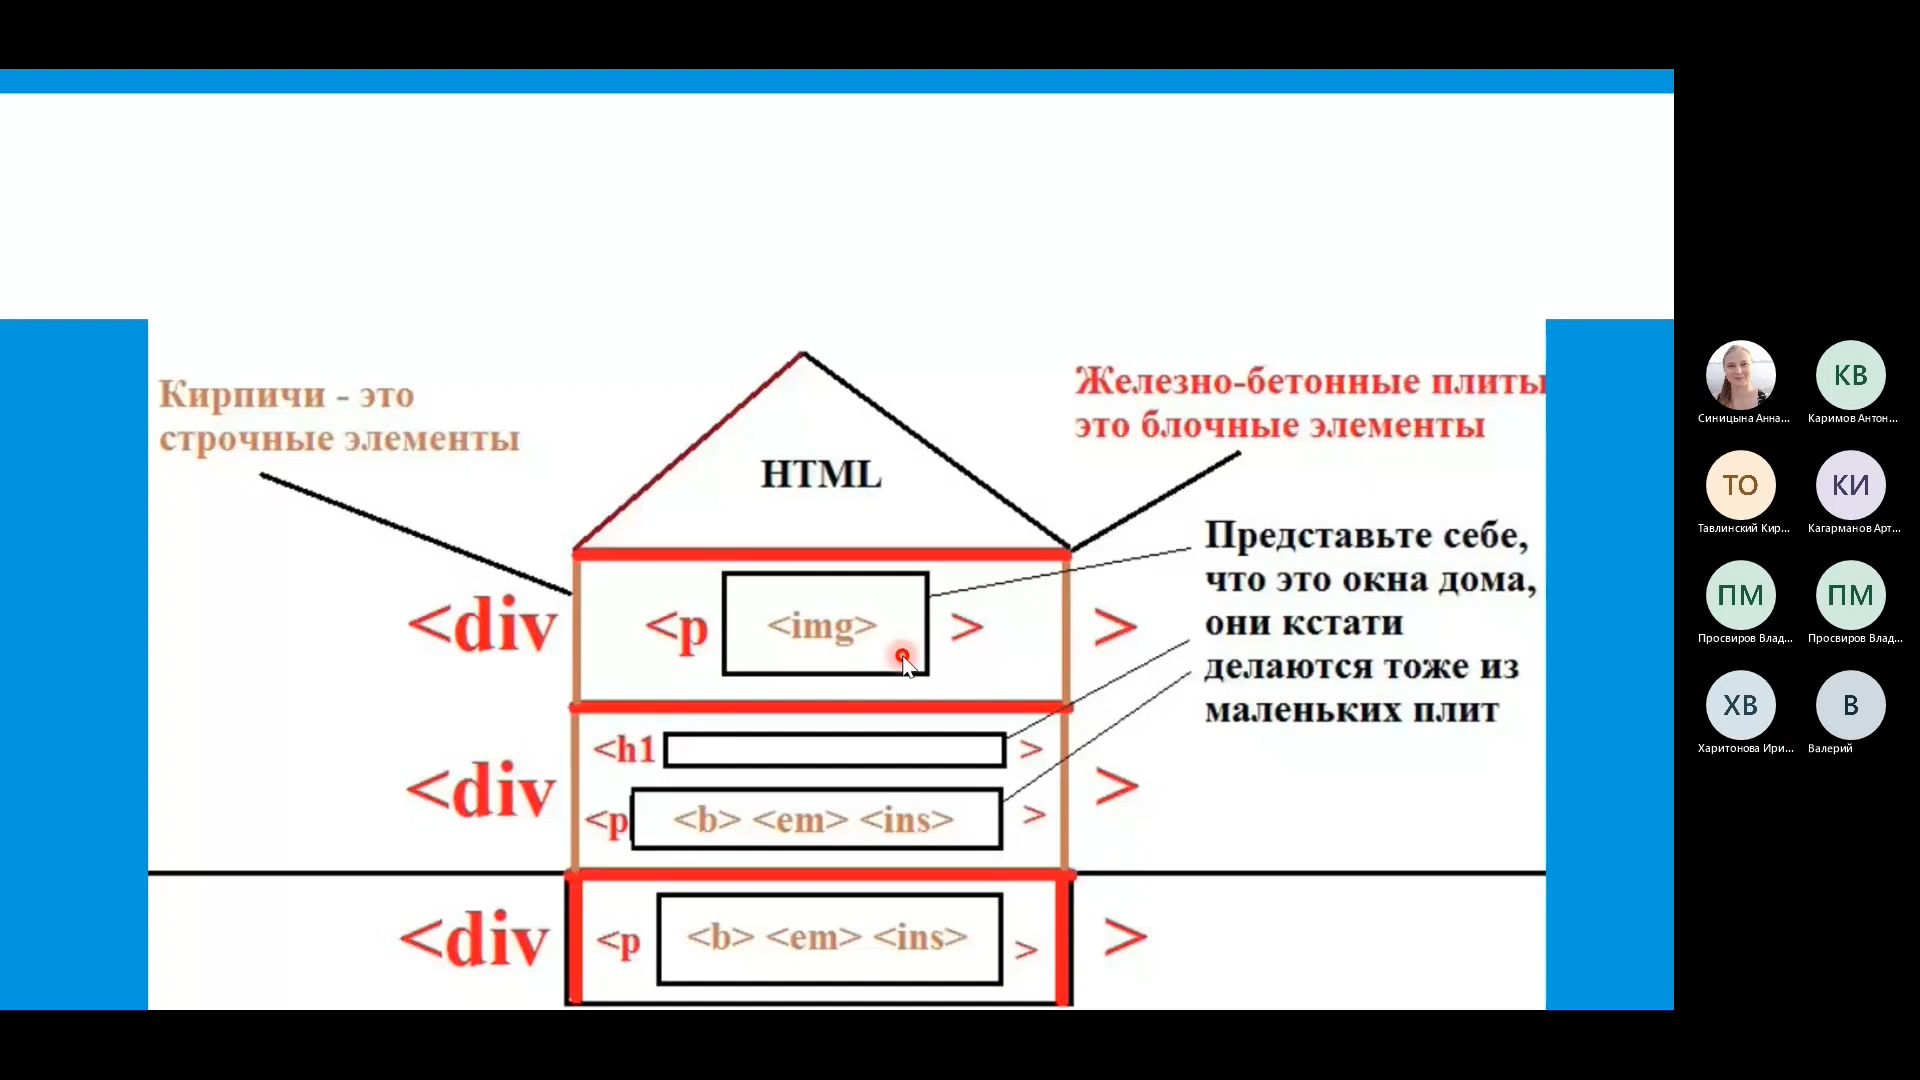 Кирпичи - это
строчные элементы
Железно-бетонные плиты
это блочные элементы
HTML
Представьте себе,
что это окна дома,
они кстати
делаются тоже из
маленьких плит
<div <p <img> > >
<div <h1 > >
<p <b> <em> <ins> >
<div <p <b> <em> <ins> > >
Синицына Анна...
КВ
Каримов Антон...
ТО
Тавлинский Кир...
КИ
Кагарманов Арт...
ПМ
Просвиров Влад...
ПМ
Просвиров Влад...
ХВ
Харитонова Ири...
В
Валерий